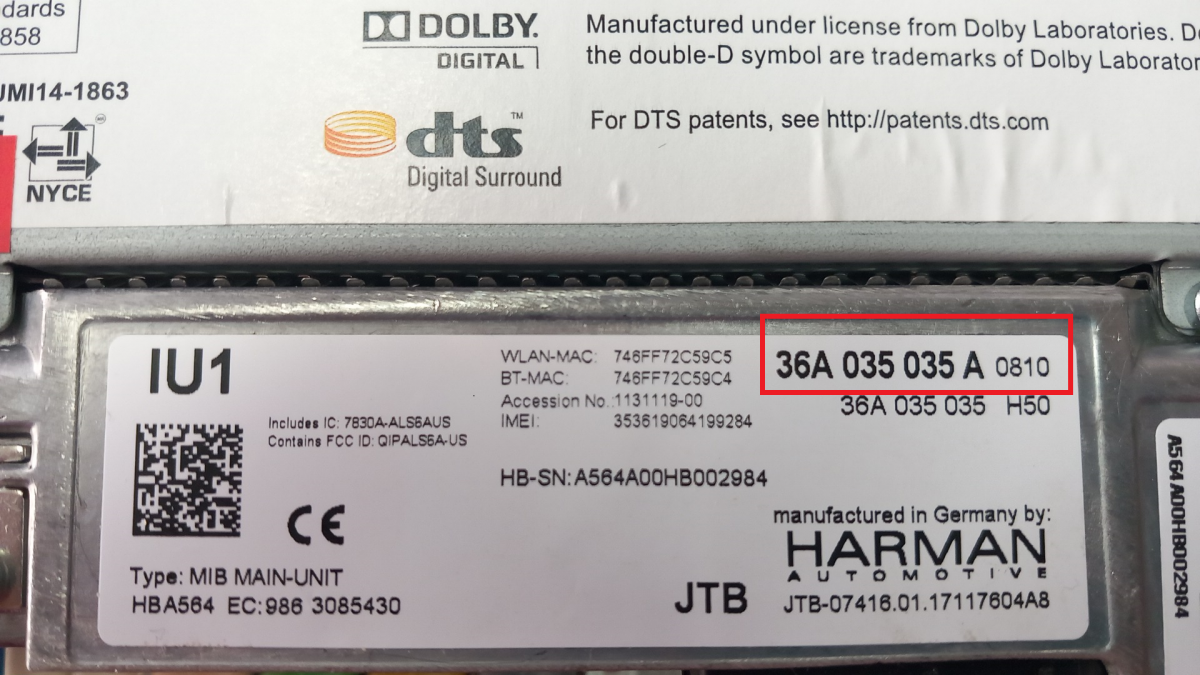 dards
858
DOLBY.
DIGITAL
Manufactured under license from Dolby Laboratories.
the double-D symbol are trademarks of Dolby
UMI14-1863
NYCE
dts™
Digital Surround
For DTS patents, see http://patents.dts.com
IU1
Includes IC: 7830A-ALS6AUS
Contains FCC ID: QIPALS6A-US
WLAN-MAC: 746FF72C59C5
BT-MAC: 746FF72C59C4
Accession No.:1131119-00
IMEI: 353619064199284
36A 035 035 A 0810
36A 035 035 H50
HB-SN:A564A00HB002984
CE
Type: MIB MAIN-UNIT
HBA564 EC:986 3085430
manufactured in Germany by:
HARMAN
AUTOMOTIVE
JTB
JTB-07416.01.17117604A8
A564A00HB002984